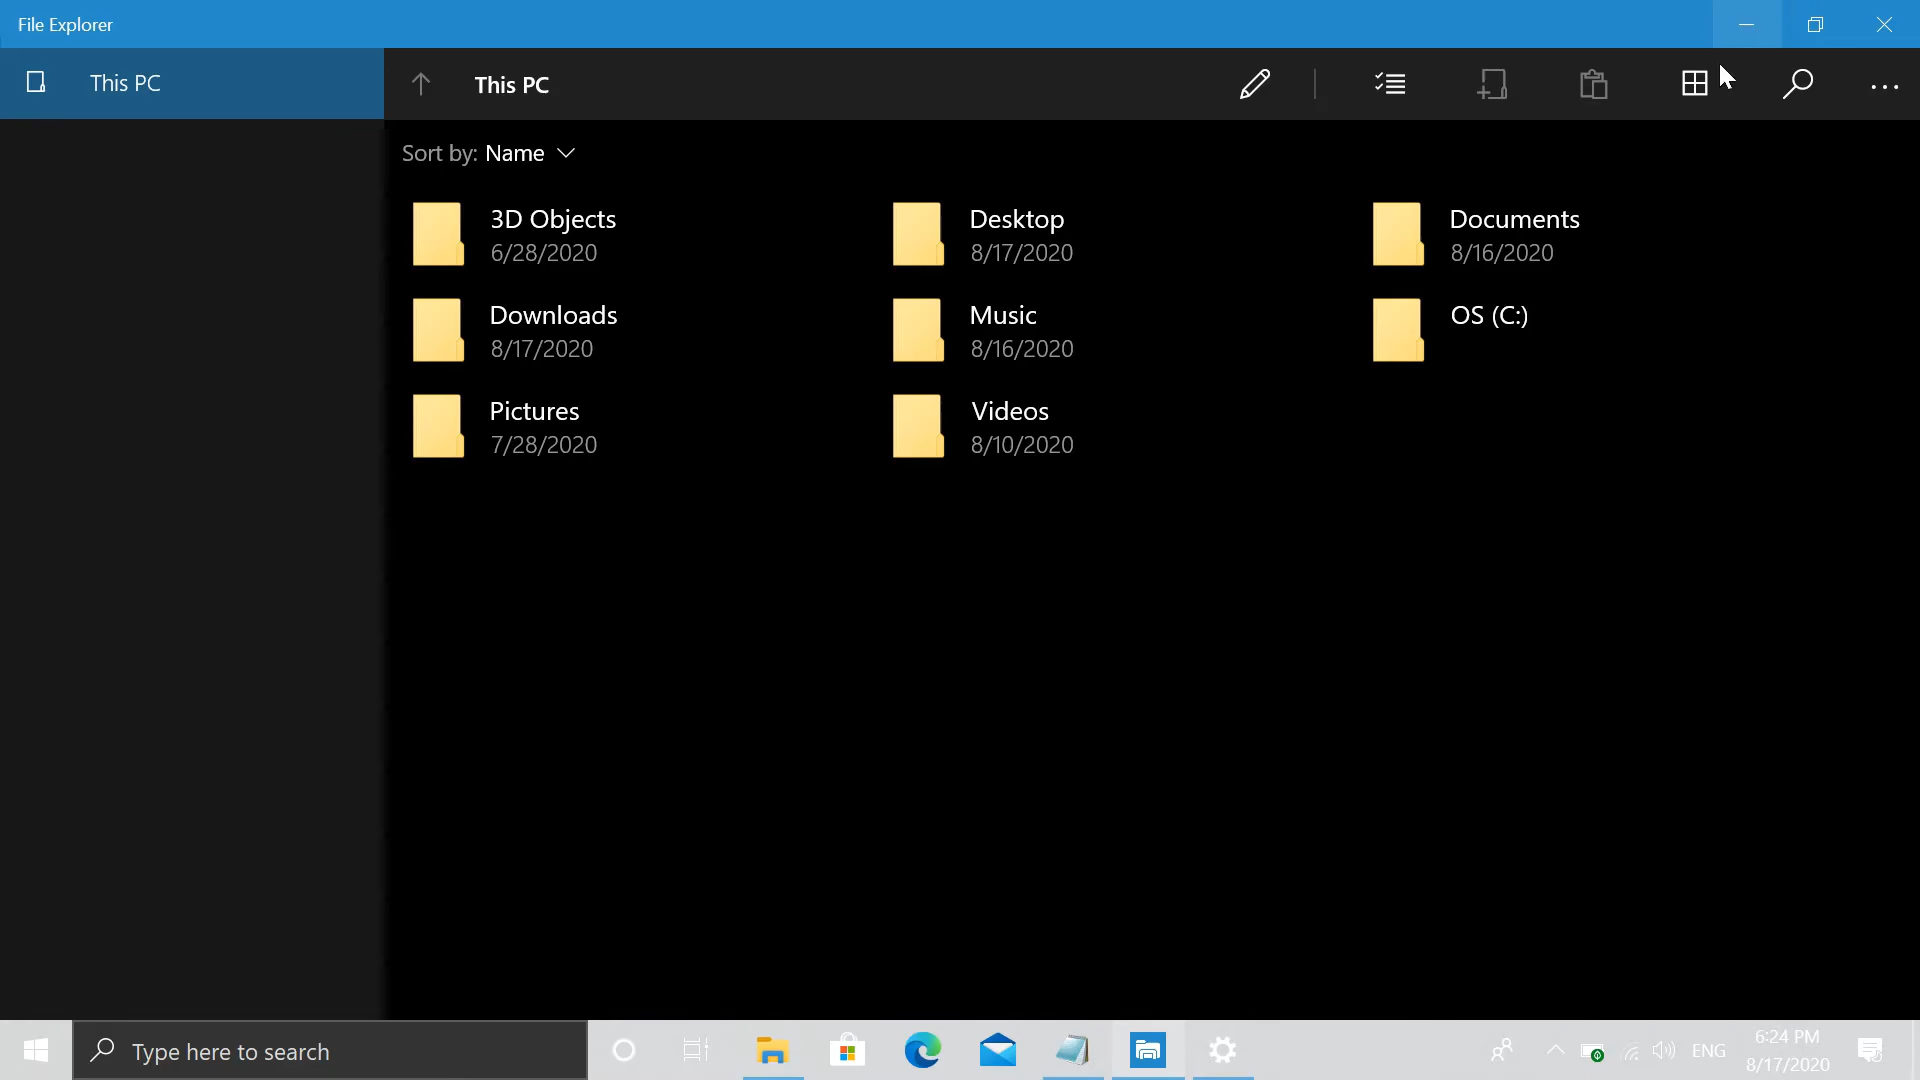 File Explorer
This PC
This PC
Sort by: Name
3D Objects
6/28/2020
Desktop
8/17/2020
Documents
8/16/2020
Downloads
8/17/2020
Music
8/16/2020
OS (C:)
Pictures
7/28/2020
Videos
8/10/2020
Type here to search
ENG
6:24 PM
8/17/2020